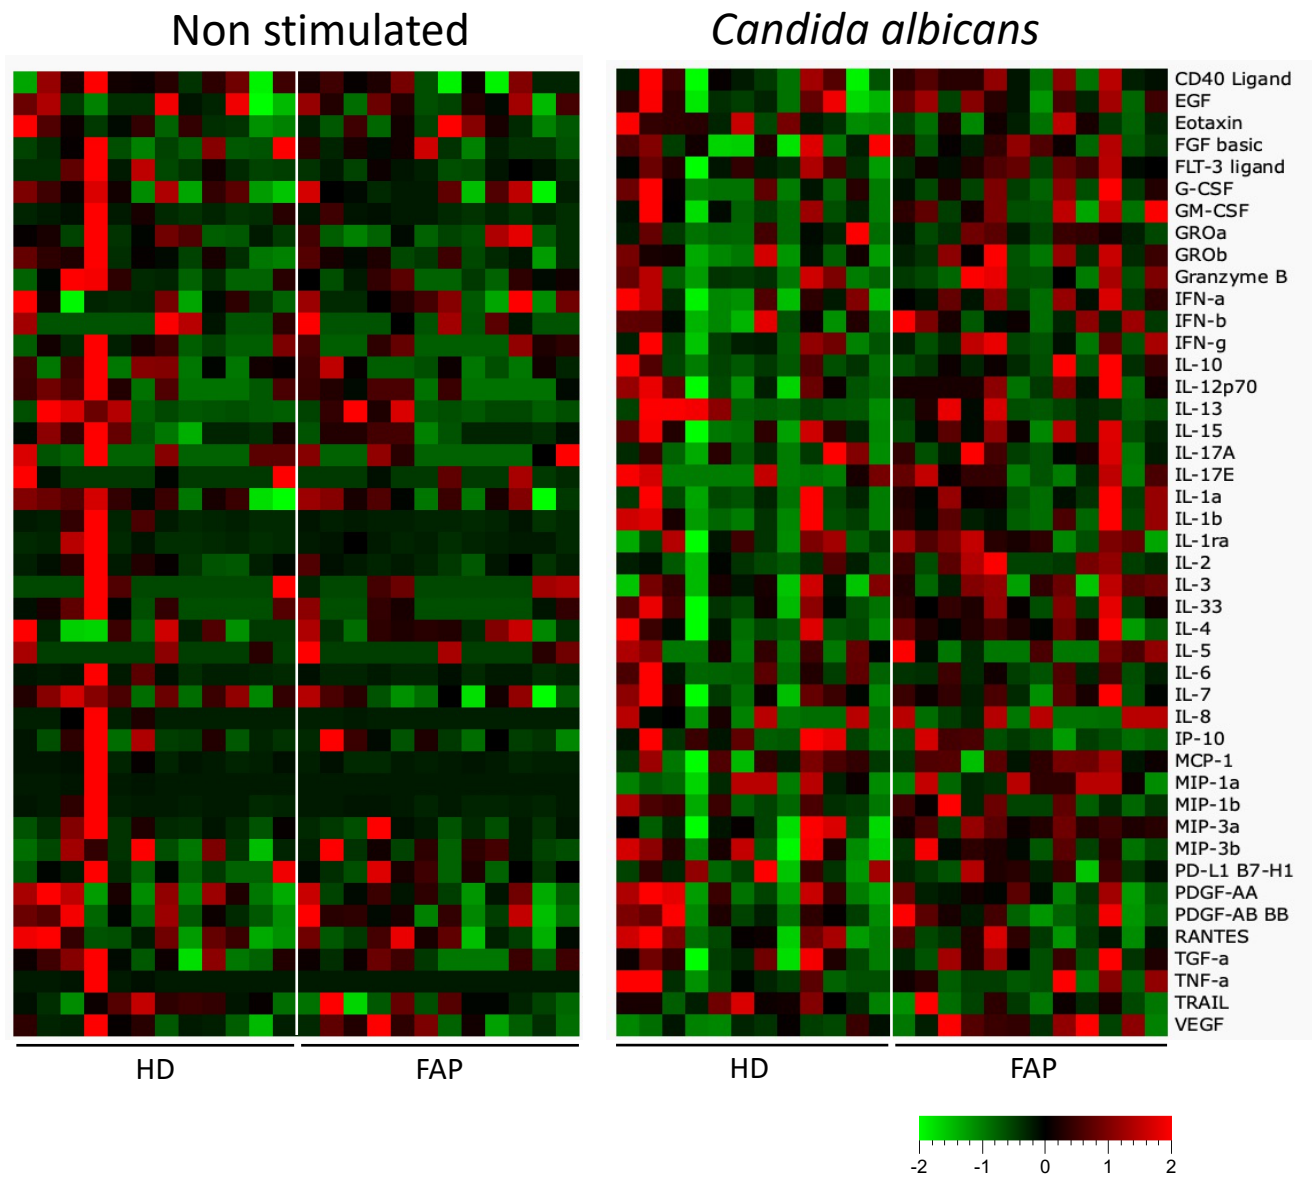 Non stimulated
Candida albicans
CD40 Ligand
EGF
Eotaxin
FGF basic
FLT-3 ligand
G-CSF
GM-CSF
GROa
GROb
Granzyme B
IFN-a
IFN-b
IFN-g
IL-10
IL-12p70
IL-13
IL-15
IL-17A
IL-17E
IL-1a
IL-1b
IL-1ra
IL-2
IL-3
IL-33
IL-4
IL-5
IL-6
IL-7
IL-8
IP-10
MCP-1
MIP-1a
MIP-1b
MIP-3a
MIP-3b
PD-L1 B7-H1
PDGF-AA
PDGF-AB BB
RANTES
TGF-a
TNF-a
TRAIL
VEGF
HD
FAP
HD
FAP
-2 -1 0 1 2